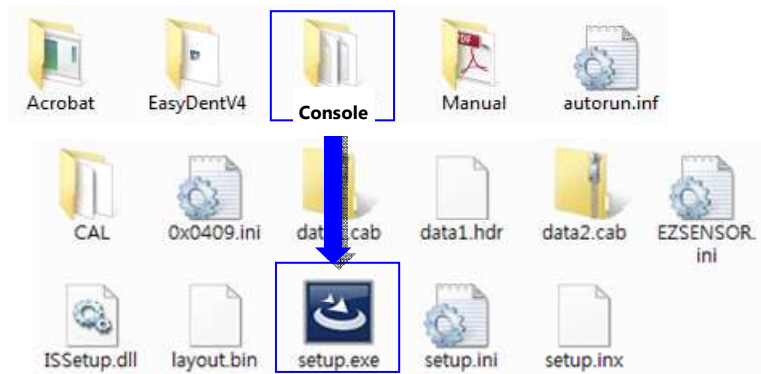 PDF
Acrobat EasyDentV4 Console Manual autorun.inf
CAL 0x0409.ini data1.hdr data2.cab EZSENSOR.
ini
ISSetup.dll layout.bin setup.exe setup.ini setup.inx